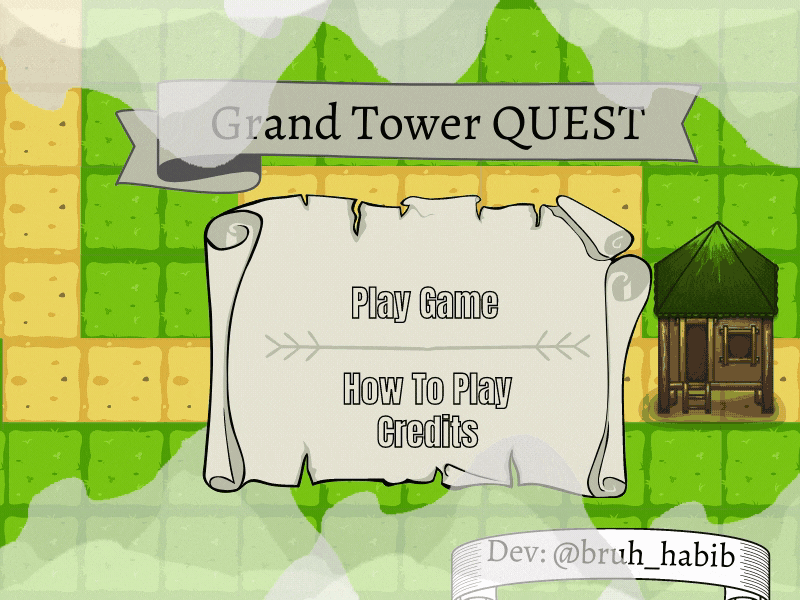 Grand Tower QUEST
Play Game
How To Play
Credits
Dev: @bruh_habib